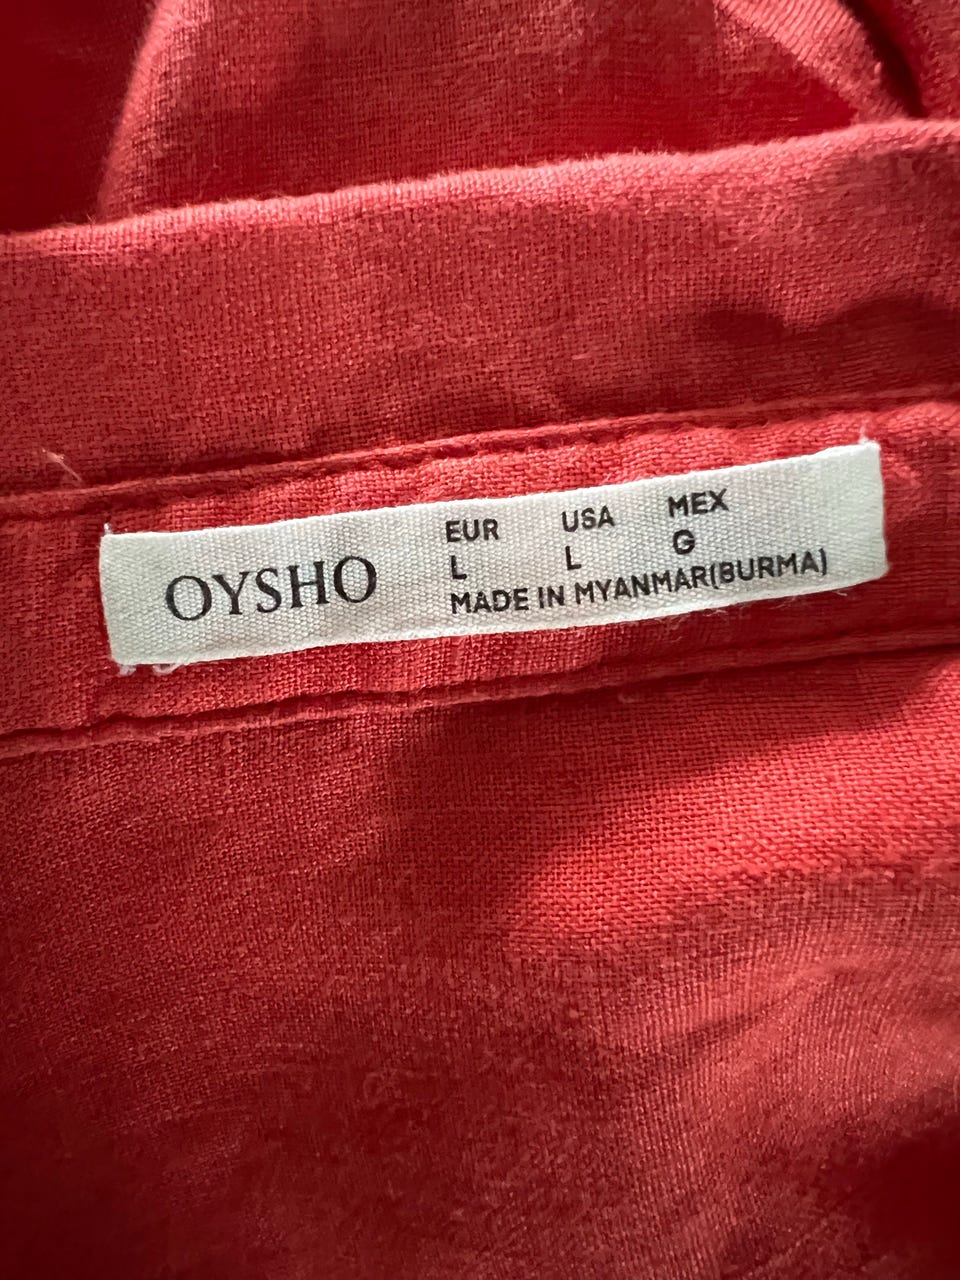 OYSHO
EUR USA MEX
L L G
MADE IN MYANMAR(BURMA)